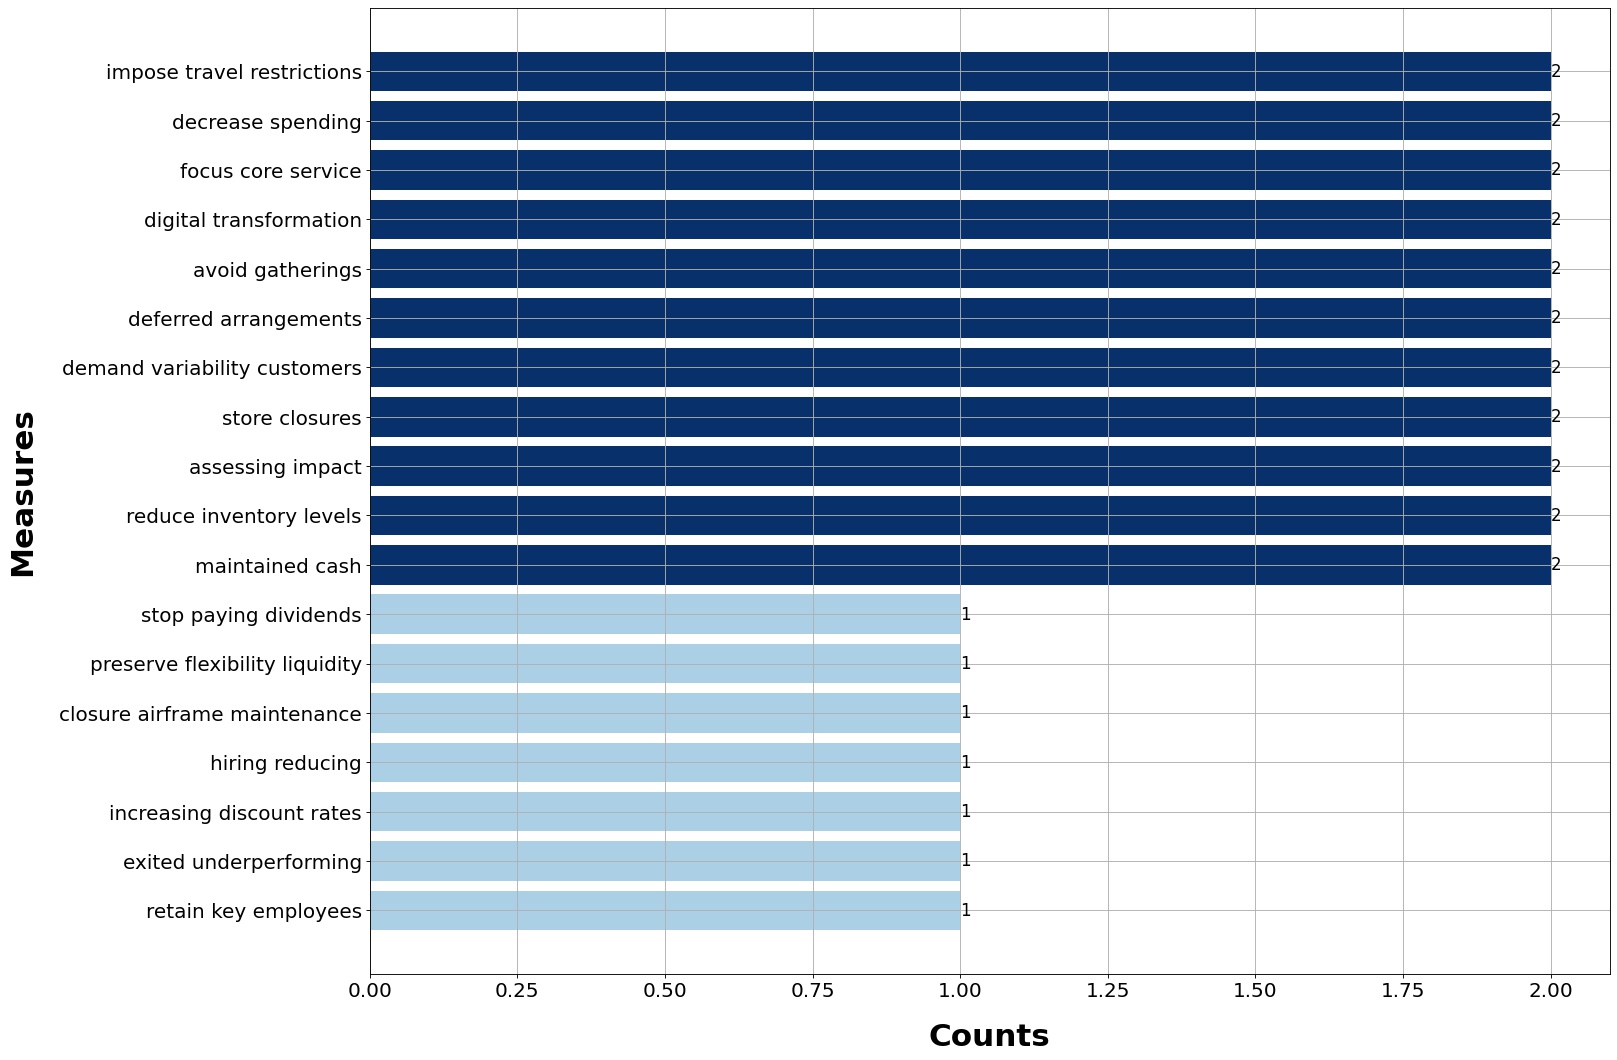 impose travel restrictions 2
decrease spending 2
focus core service 2
digital transformation 2
avoid gatherings 2
deferred arrangements 2
demand variability customers 2
store closures 2
assessing impact 2
reduce inventory levels 2
maintained cash 2
stop paying dividends 1
preserve flexibility liquidity 1
closure airframe maintenance 1
hiring reducing 1
increasing discount rates 1
exited underperforming 1
retain key employees 1
Measures
0.00 0.25 0.50 0.75 1.00 1.25 1.50 1.75 2.00
Counts